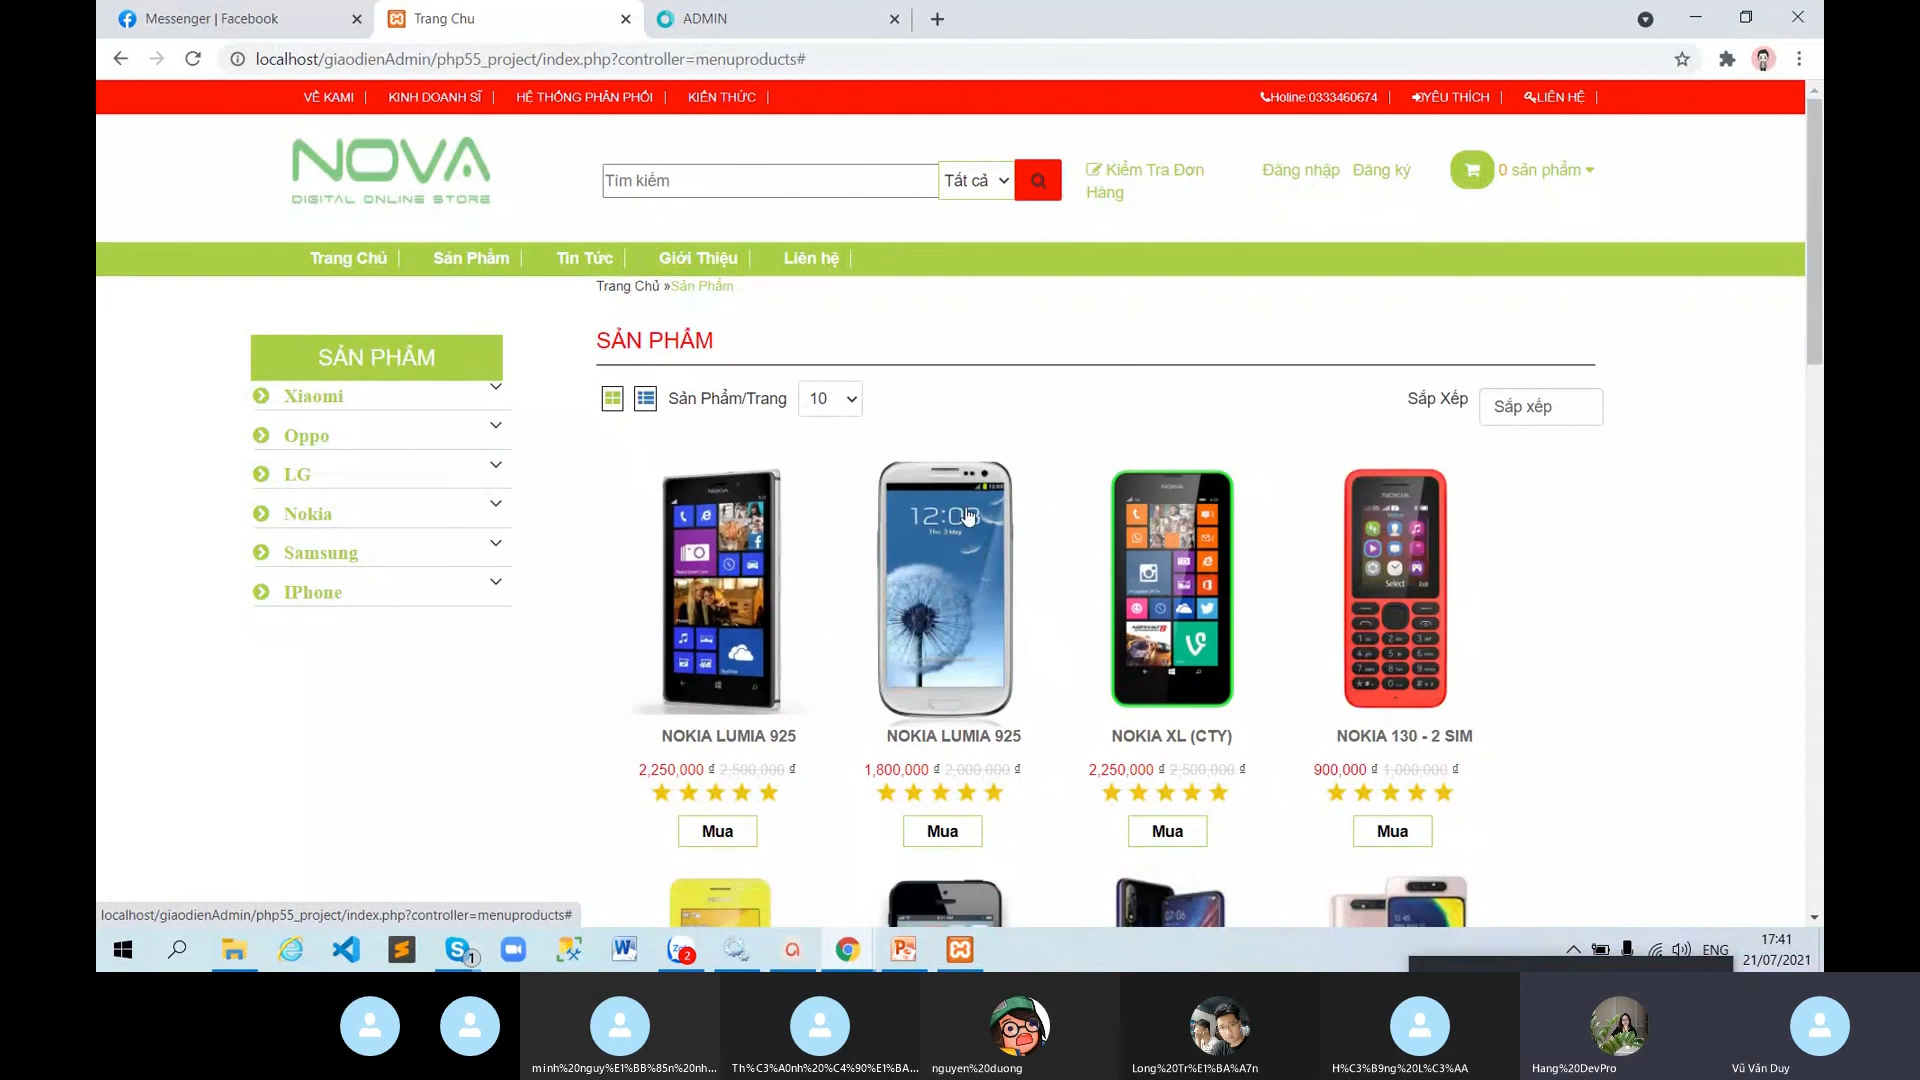 Messenger | Facebook
Trang Chu
ADMIN
localhost/giaodienAdmin/php55_project/index.php?controller=menuproducts#
VỀ KAMI
KINH DOANH SĨ
HỆ THỐNG PHÂN PHỐI
KIẾN THỨC
Holine:0333460674
YÊU THÍCH
LIÊN HỆ
NOVA
DIGITAL ONLINE STORE
Tìm kiếm
Tất cả
Kiểm Tra Đơn
Hàng
Đăng nhập
Đăng ký
0 sản phẩm
Trang Chủ
Sản Phẩm
Tin Tức
Giới Thiệu
Liên hệ
Trang Chủ »Sản Phẩm
SẢN PHẨM
Xiaomi
Oppo
LG
Nokia
Samsung
IPhone
SẢN PHẨM
Sản Phẩm/Trang
10
Sắp Xếp
Sắp xếp
NOKIA LUMIA 925
2,250,000 ₫ 2,500,000 ₫
Mua
NOKIA LUMIA 925
1,800,000 ₫ 2,000,000 ₫
Mua
NOKIA XL (CTY)
2,250,000 ₫ 2,500,000 ₫
Mua
NOKIA 130 - 2 SIM
900,000 ₫ 1,000,000 ₫
Mua
localhost/giaodienAdmin/php55_project/index.php?controller=menuproducts#
ENG
17:41
21/07/2021
minh%20nguy%E1%BB%85n%20nh...
Th%C3%A0nh%20%C4%90%E1%BA...
nguyen%20duong
Long%20Tr%E1%BA%A7n
H%C3%B9ng%20L%C3%AA
Hang%20DevPro
Vũ Văn Duy